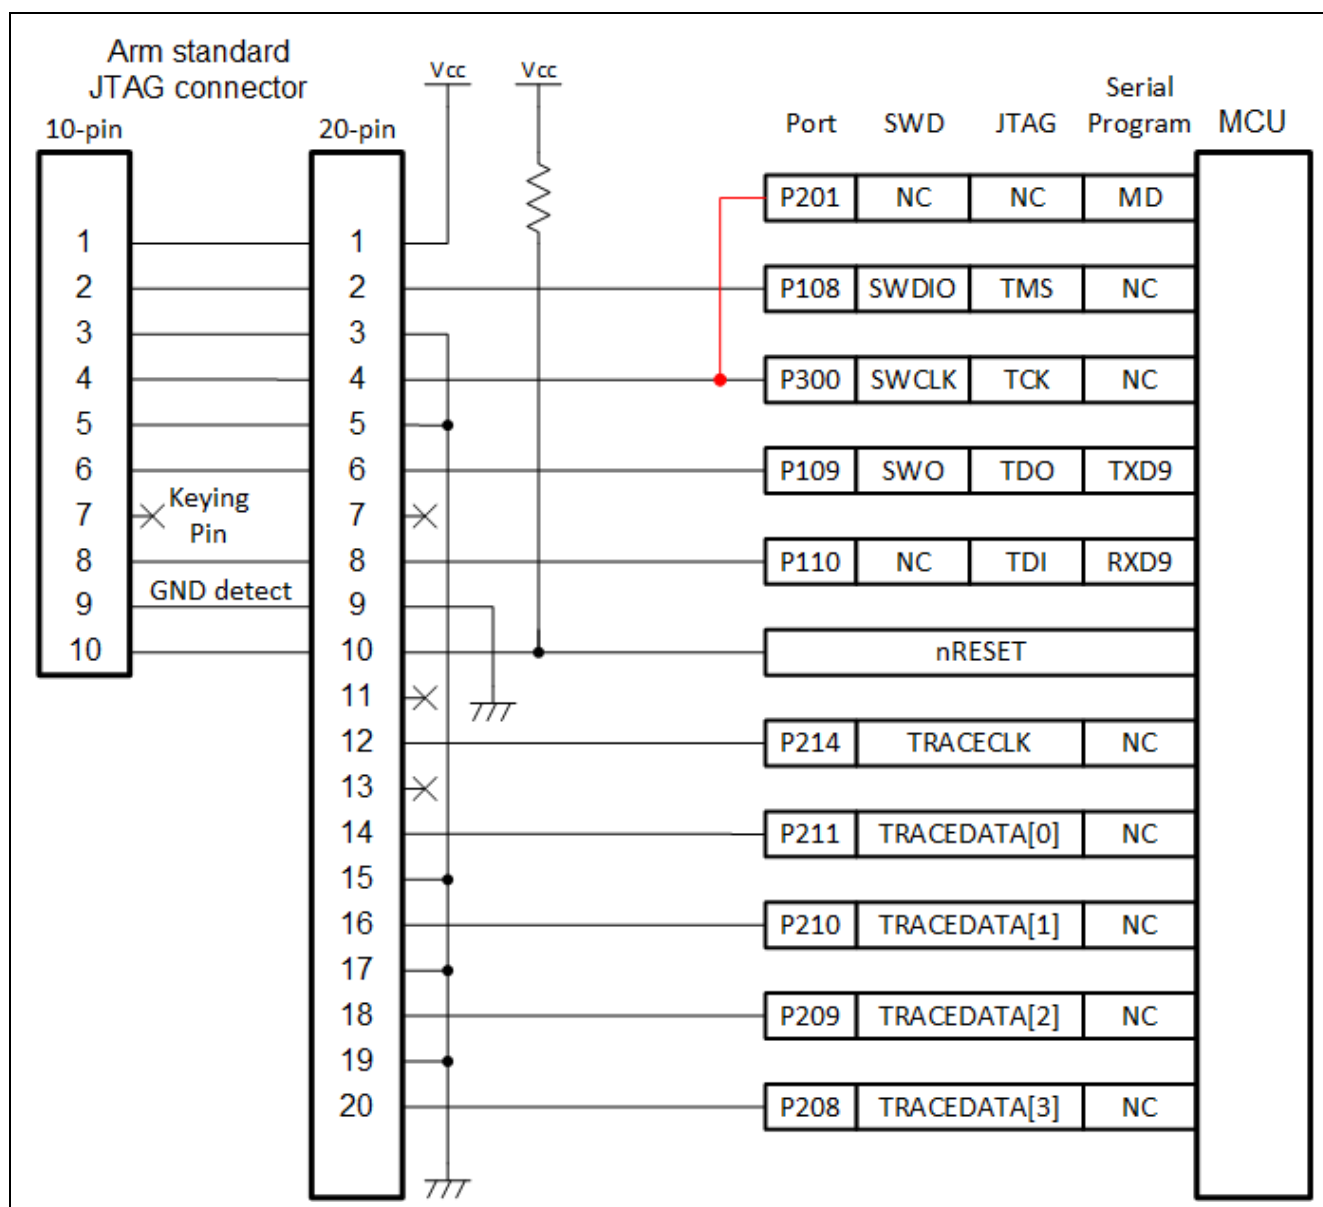 Arm standard
JTAG connector
Vcc Vcc
10-pin 20-pin
Port SWD JTAG Serial Program MCU
P201 NC NC MD
1 1
2 2 P108 SWDIO TMS NC
3 3
4 4 P300 SWCLK TCK NC
5 5
6 6 P109 SWO TDO TXD9
7 Keying Pin 7
8 8 P110 NC TDI RXD9
9 GND detect 9
10 10 nRESET
11
12 P214 TRACECLK NC
13
14 P211 TRACEDATA[0] NC
15
16 P210 TRACEDATA[1] NC
17
18 P209 TRACEDATA[2] NC
19
20 P208 TRACEDATA[3] NC